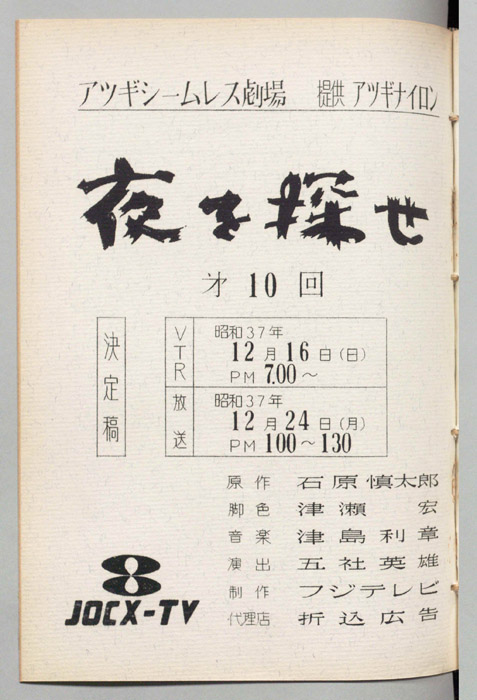 アツギシームレス劇場 提供 アツギナイロン
夜を探せ
才 10 回
決定稿
VTR
昭和37年
12月16日(日)
PM 7.00～
放送
昭和37年
12月24日(月)
PM 100～130
原作 石原慎太郎
脚色 津瀬宏
音楽 津島利章
演出 五社英雄
制作 フジテレビ
代理店 折込広告
8
JOCX-TV